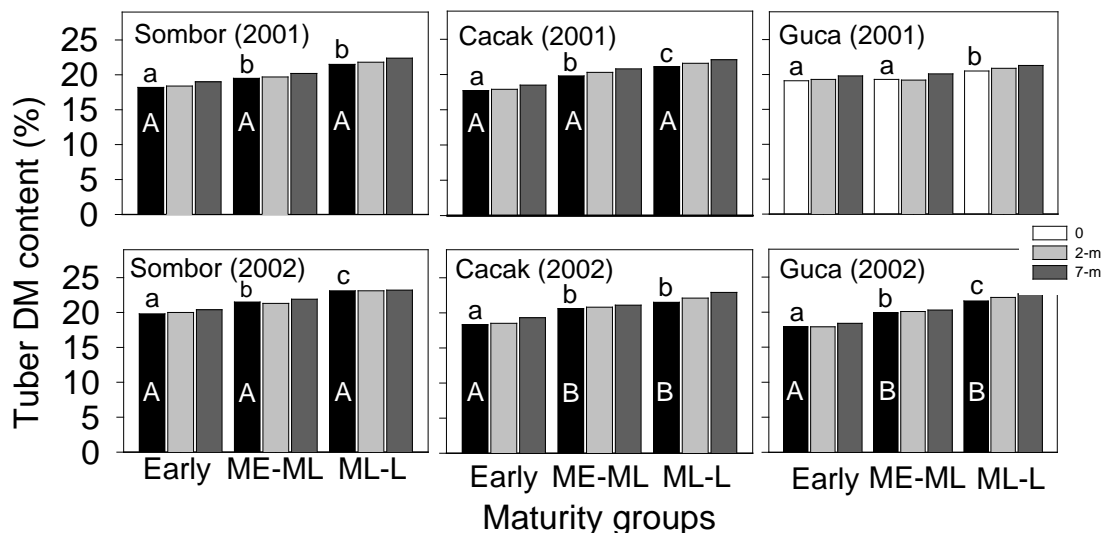 Tuber DM content (%)
25
20
15
10
5
0
Sombor (2001)
a b b
A A A
Cacak (2001)
a b c
A A A
Guca (2001)
a a b
0
2-m
7-m
25
20
15
10
5
0
Sombor (2002)
a b c
A A A
Cacak (2002)
a b b
A B B
Guca (2002)
a b c
A B B
Early ME-ML ML-L
Early ME-ML ML-L
Early ME-ML ML-L
Maturity groups